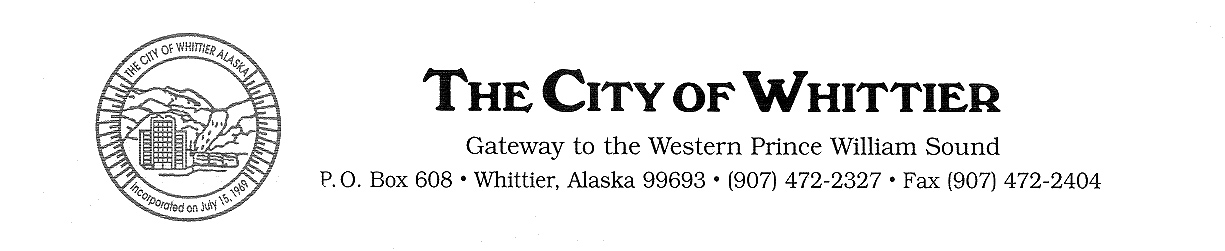 THE CITY OF WHITTIER ALASKA
Incorporated on July 15, 1969
THE CITY OF WHITTIER
Gateway to the Western Prince William Sound
P.O. Box 608 • Whittier, Alaska 99693 • (907) 472-2327 • Fax (907) 472-2404